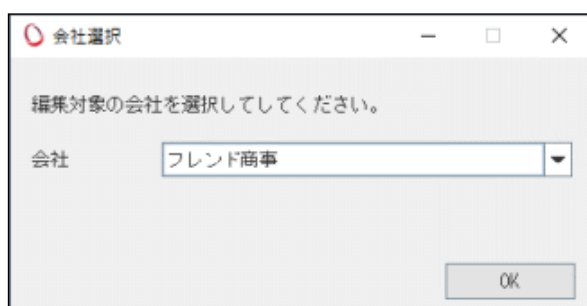 会社選択
編集対象の会社を選択してしてください。
会社 フレンド商事
OK